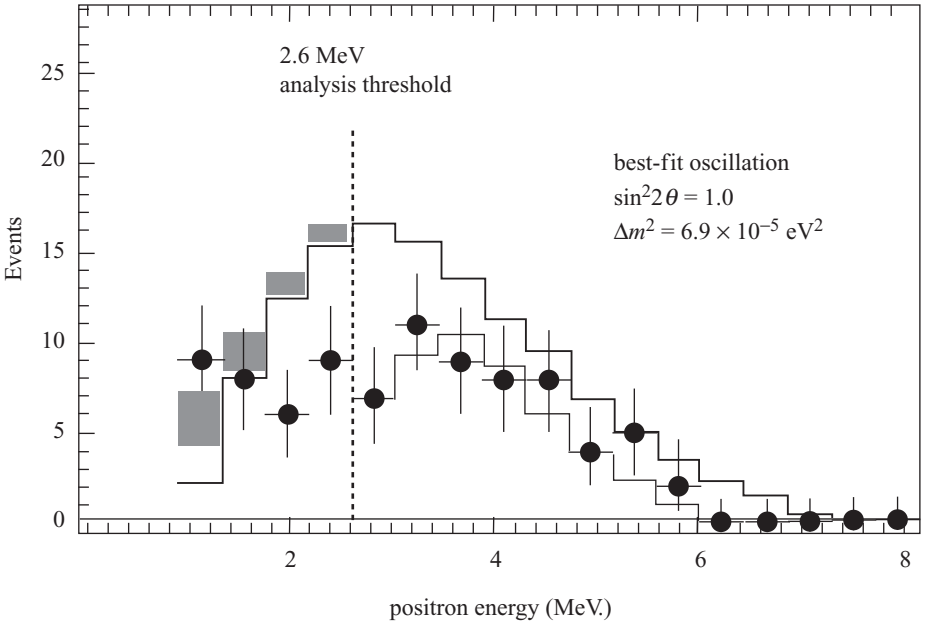 2.6 MeV
analysis threshold
25
20
15
10
5
0
Events
best-fit oscillation
sin²2θ = 1.0
Δm² = 6.9 × 10⁻⁵ eV²
2
4
6
8
positron energy (MeV.)